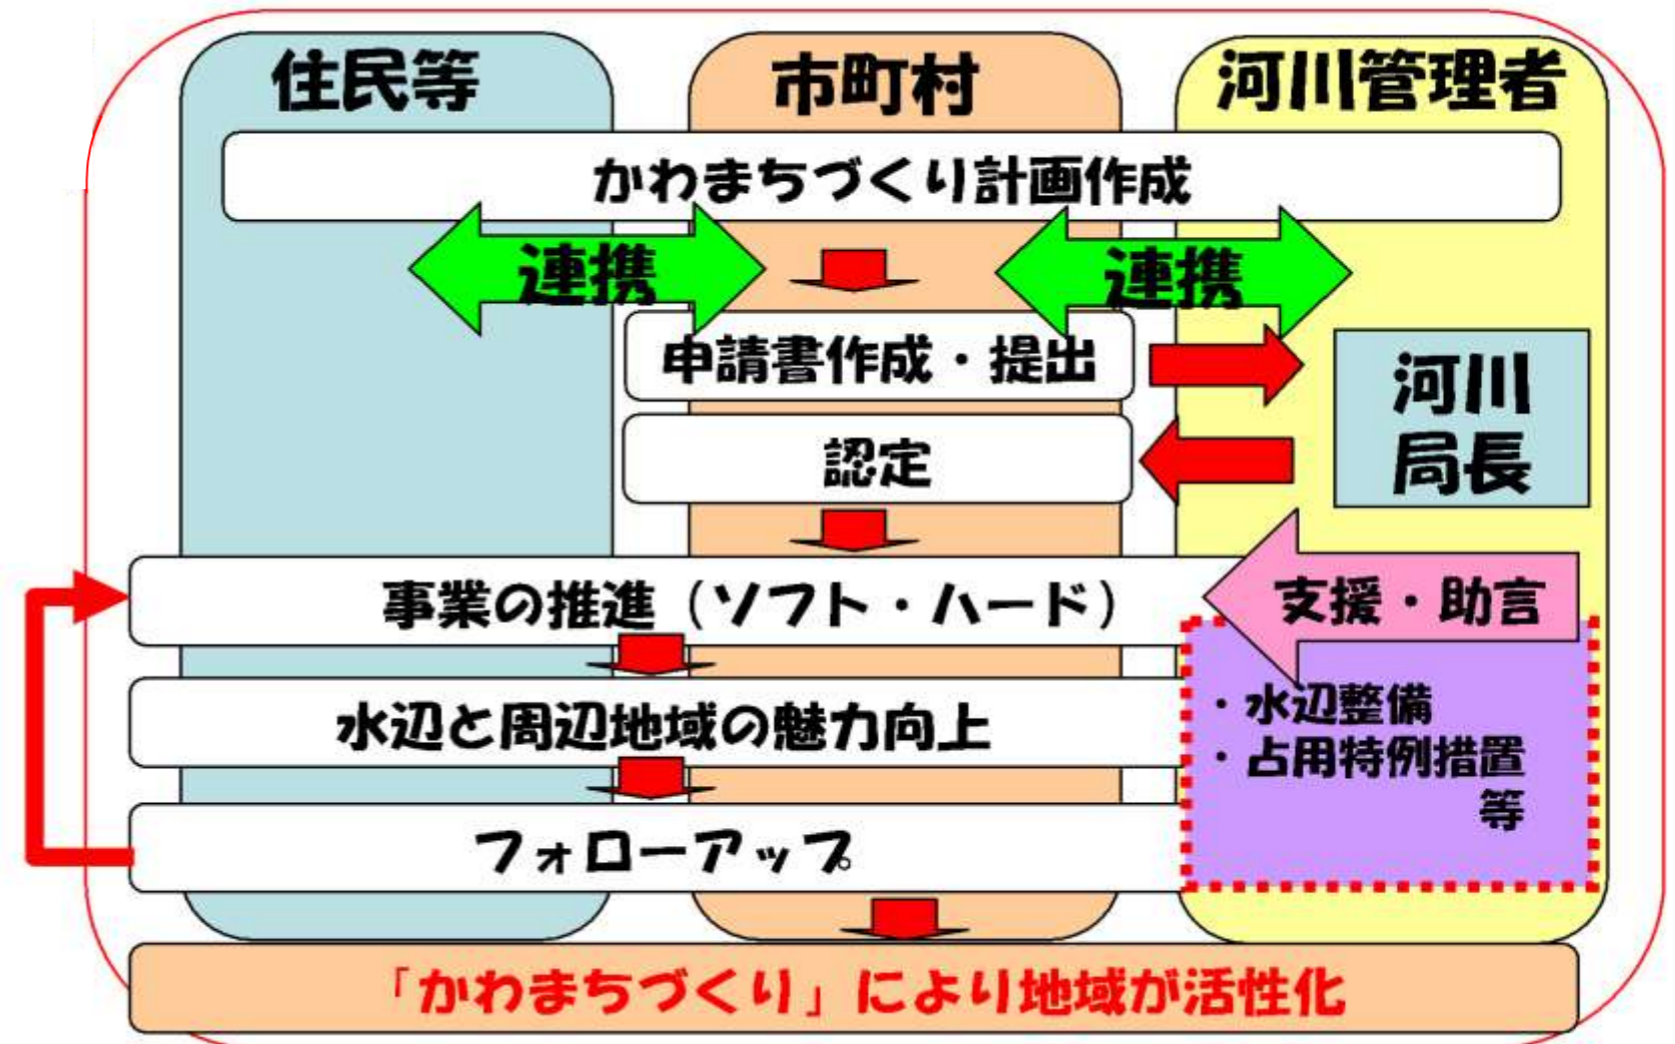 住民等
市町村
河川管理者
かわまちづくり計画作成
連携
連携
申請書作成・提出
河川
局長
認定
事業の推進（ソフト・ハード）
支援・助言
水辺と周辺地域の魅力向上
・水辺整備
・占用特例措置
等
フォローアップ
「かわまちづくり」により地域が活性化